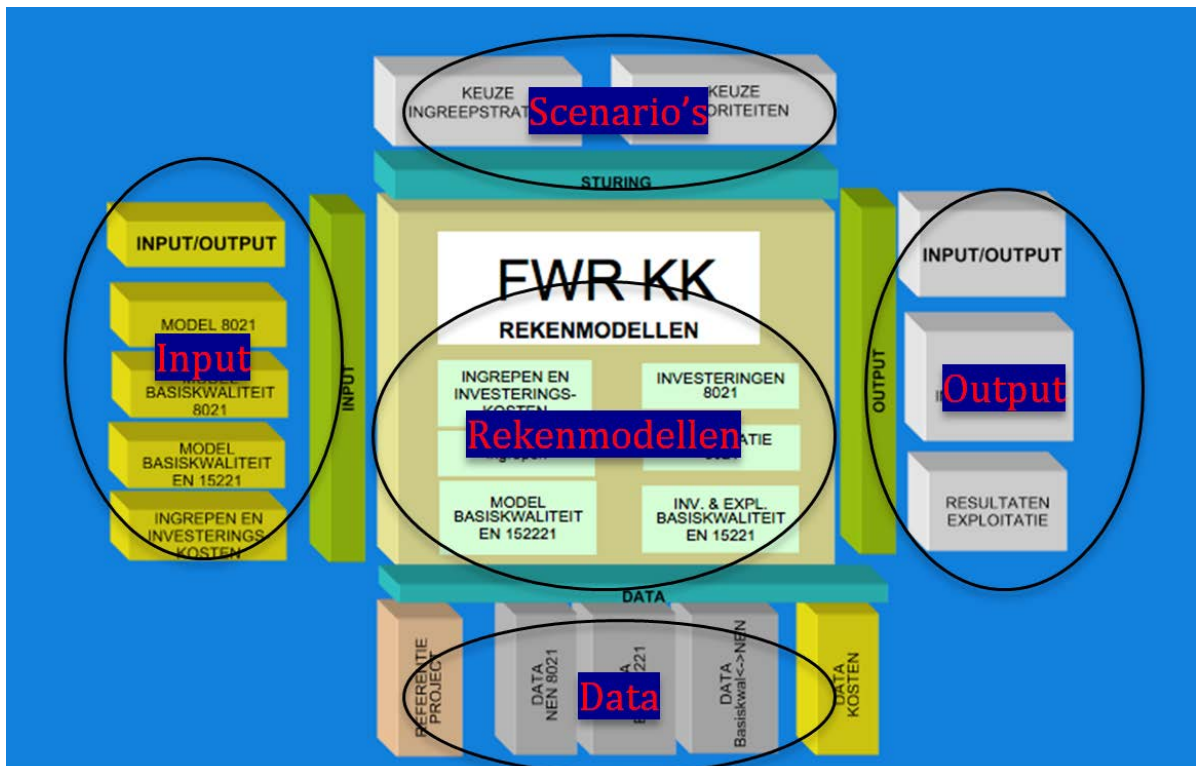 KEUZE
INGREEPSTRAT
KEUZE
ORITEITEN
Scenario's
STURING
INPUT/OUTPUT
MODEL 8021
Input
BASISKWALITEIT
8021
MODEL
BASISKWALITEIT
EN 15221
INGREPEN EN
INVESTERINGS-
KOSTEN
INPUT
FWR KK
REKENMODELLEN
INGREPEN EN
INVESTERINGS-
KOSTEN
INVESTERINGEN
8021
Rekenmodellen
ATIE
MODEL
BASISKWALITEIT
EN 152221
INV. & EXPL.
BASISKWALITEIT
EN 15221
OUTPUT
INPUT/OUTPUT
Output
RESULTATEN
EXPLOITATIE
DATA
REFERENTIE
PROJECT
DATA
NEN 8021
Data
221
DATA
Basiskwal<->NEN
DATA
KOSTEN